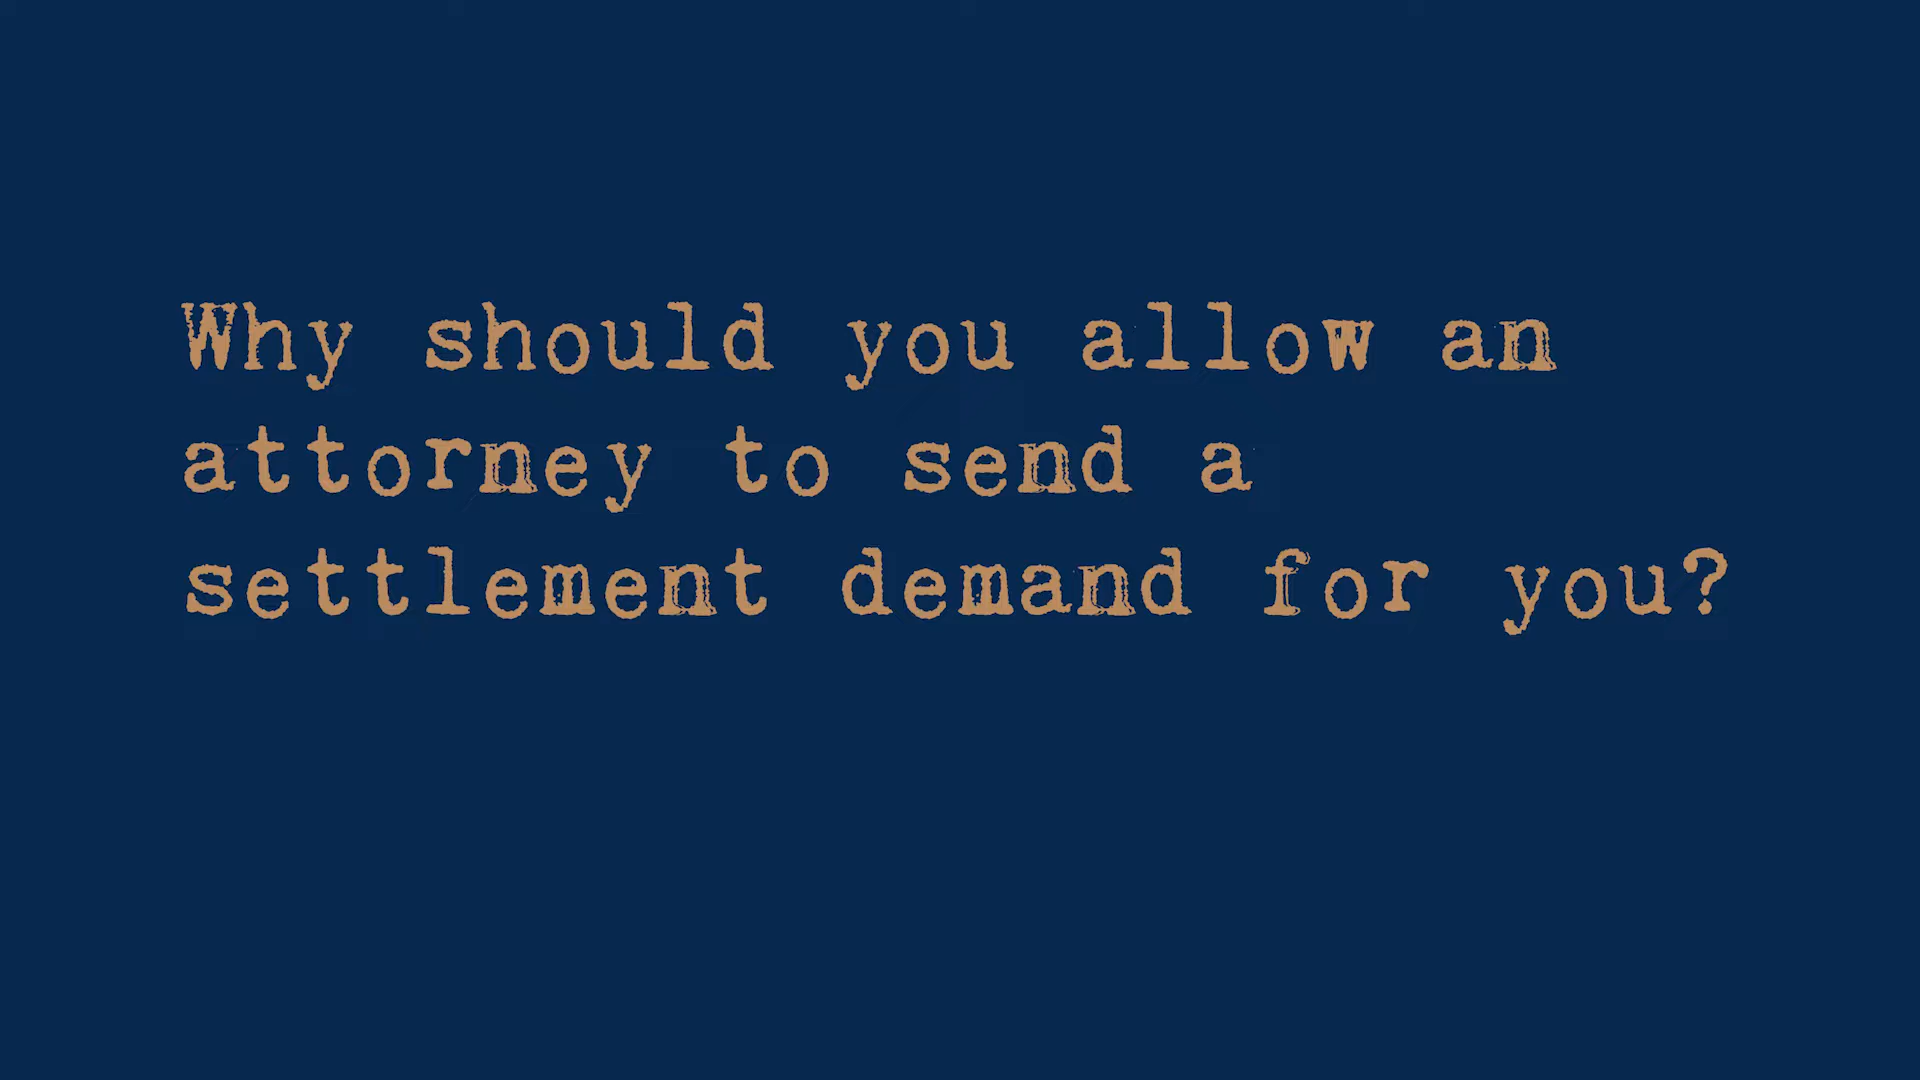 Why should you allow an
attorney to send a
settlement demand for you?